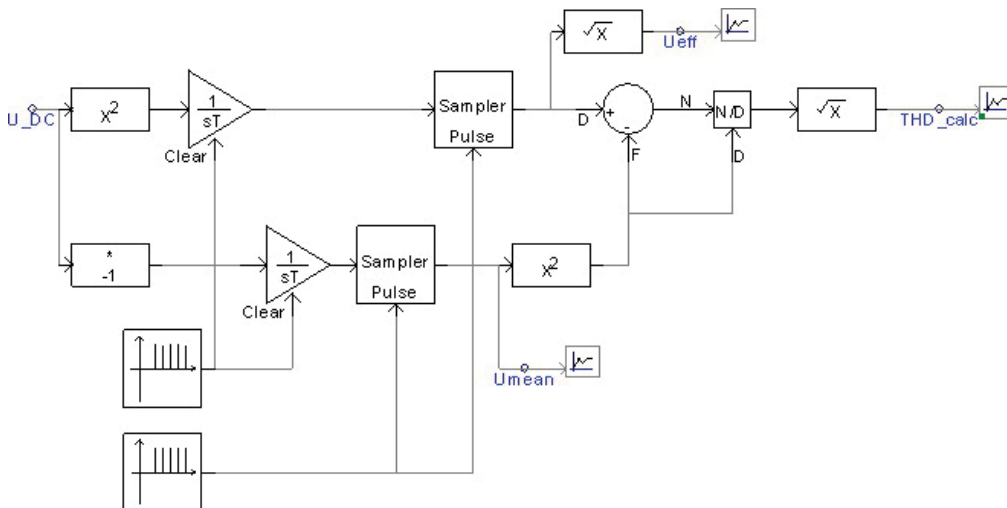 √X
Ueff
U_DC
X²
1
sT
Clear
Sampler
Pulse
D
+
-
F
N
N/D
D
√X
THD_calc
*
-1
1
sT
Clear
Sampler
Pulse
X²
Umean